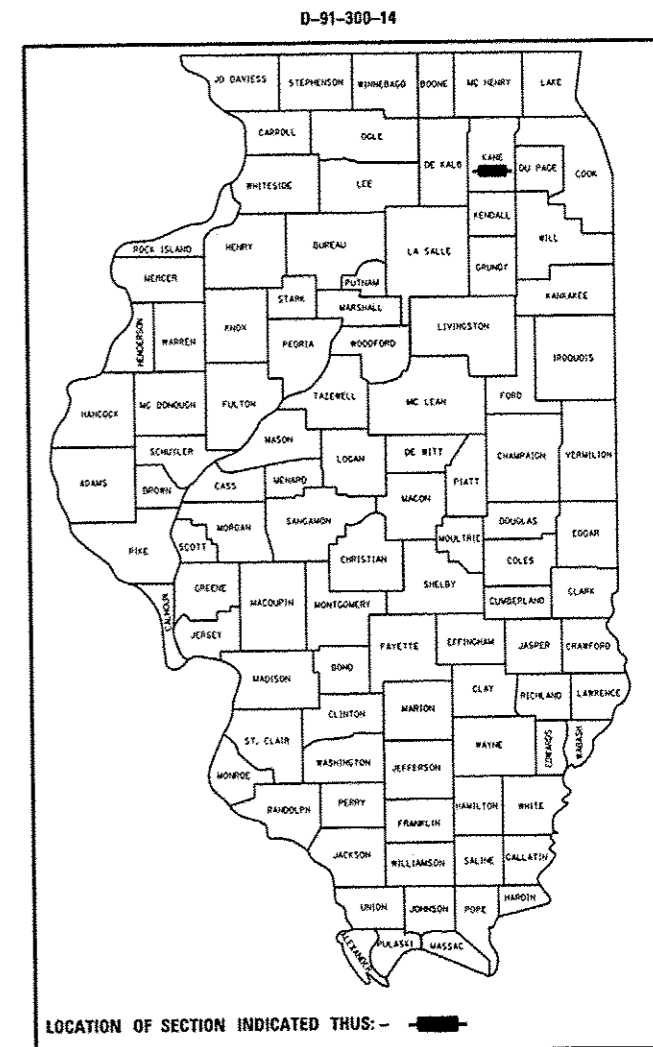 D-91-300-14
JO DAVIESS STEPHENSON WINNEBAGO BOONE MC HENRY LAKE
CARROLL OGLE DE KALB KANE DU PAGE COOK
WHITESIDE LEE
KENDALL
ROCK ISLAND HENRY BUREAU LA SALLE GRUNDY WILL
MERCER PUTNAM KANKAKEE
STARK MARSHALL
HENDERSON WARREN KNOX PEORIA WOODFORD LIVINGSTON IROQUOIS
HANCOCK MC DONOUGH FULTON TAZEWELL MC LEAN FORD
MASON
SCHUYLER LOGAN DE WITT CHAMPAIGN VERMILION
ADAMS BROWN CASS MENARD MACON PIATT
MORGAN SANGAMON DOUGLAS EDGAR
PIKE SCOTT CHRISTIAN MOULTRIE COLES
GREENE SHELBY CLARK
CALHOUN MACOUPIN MONTGOMERY CUMBERLAND
JERSEY FAYETTE EFFINGHAM JASPER CRAWFORD
BOND
MADISON CLAY RICHLAND LAWRENCE
CLINTON MARION
ST. CLAIR WAYNE EDWARDS WABASH
MONROE WASHINGTON JEFFERSON
RANDOLPH PERRY HAMILTON WHITE
FRANKLIN
JACKSON WILLIAMSON SALINE GALLATIN
HARDIN
UNION JOHNSON POPE
ALEXANDER PULASKI MASSAC
LOCATION OF SECTION INDICATED THUS: -